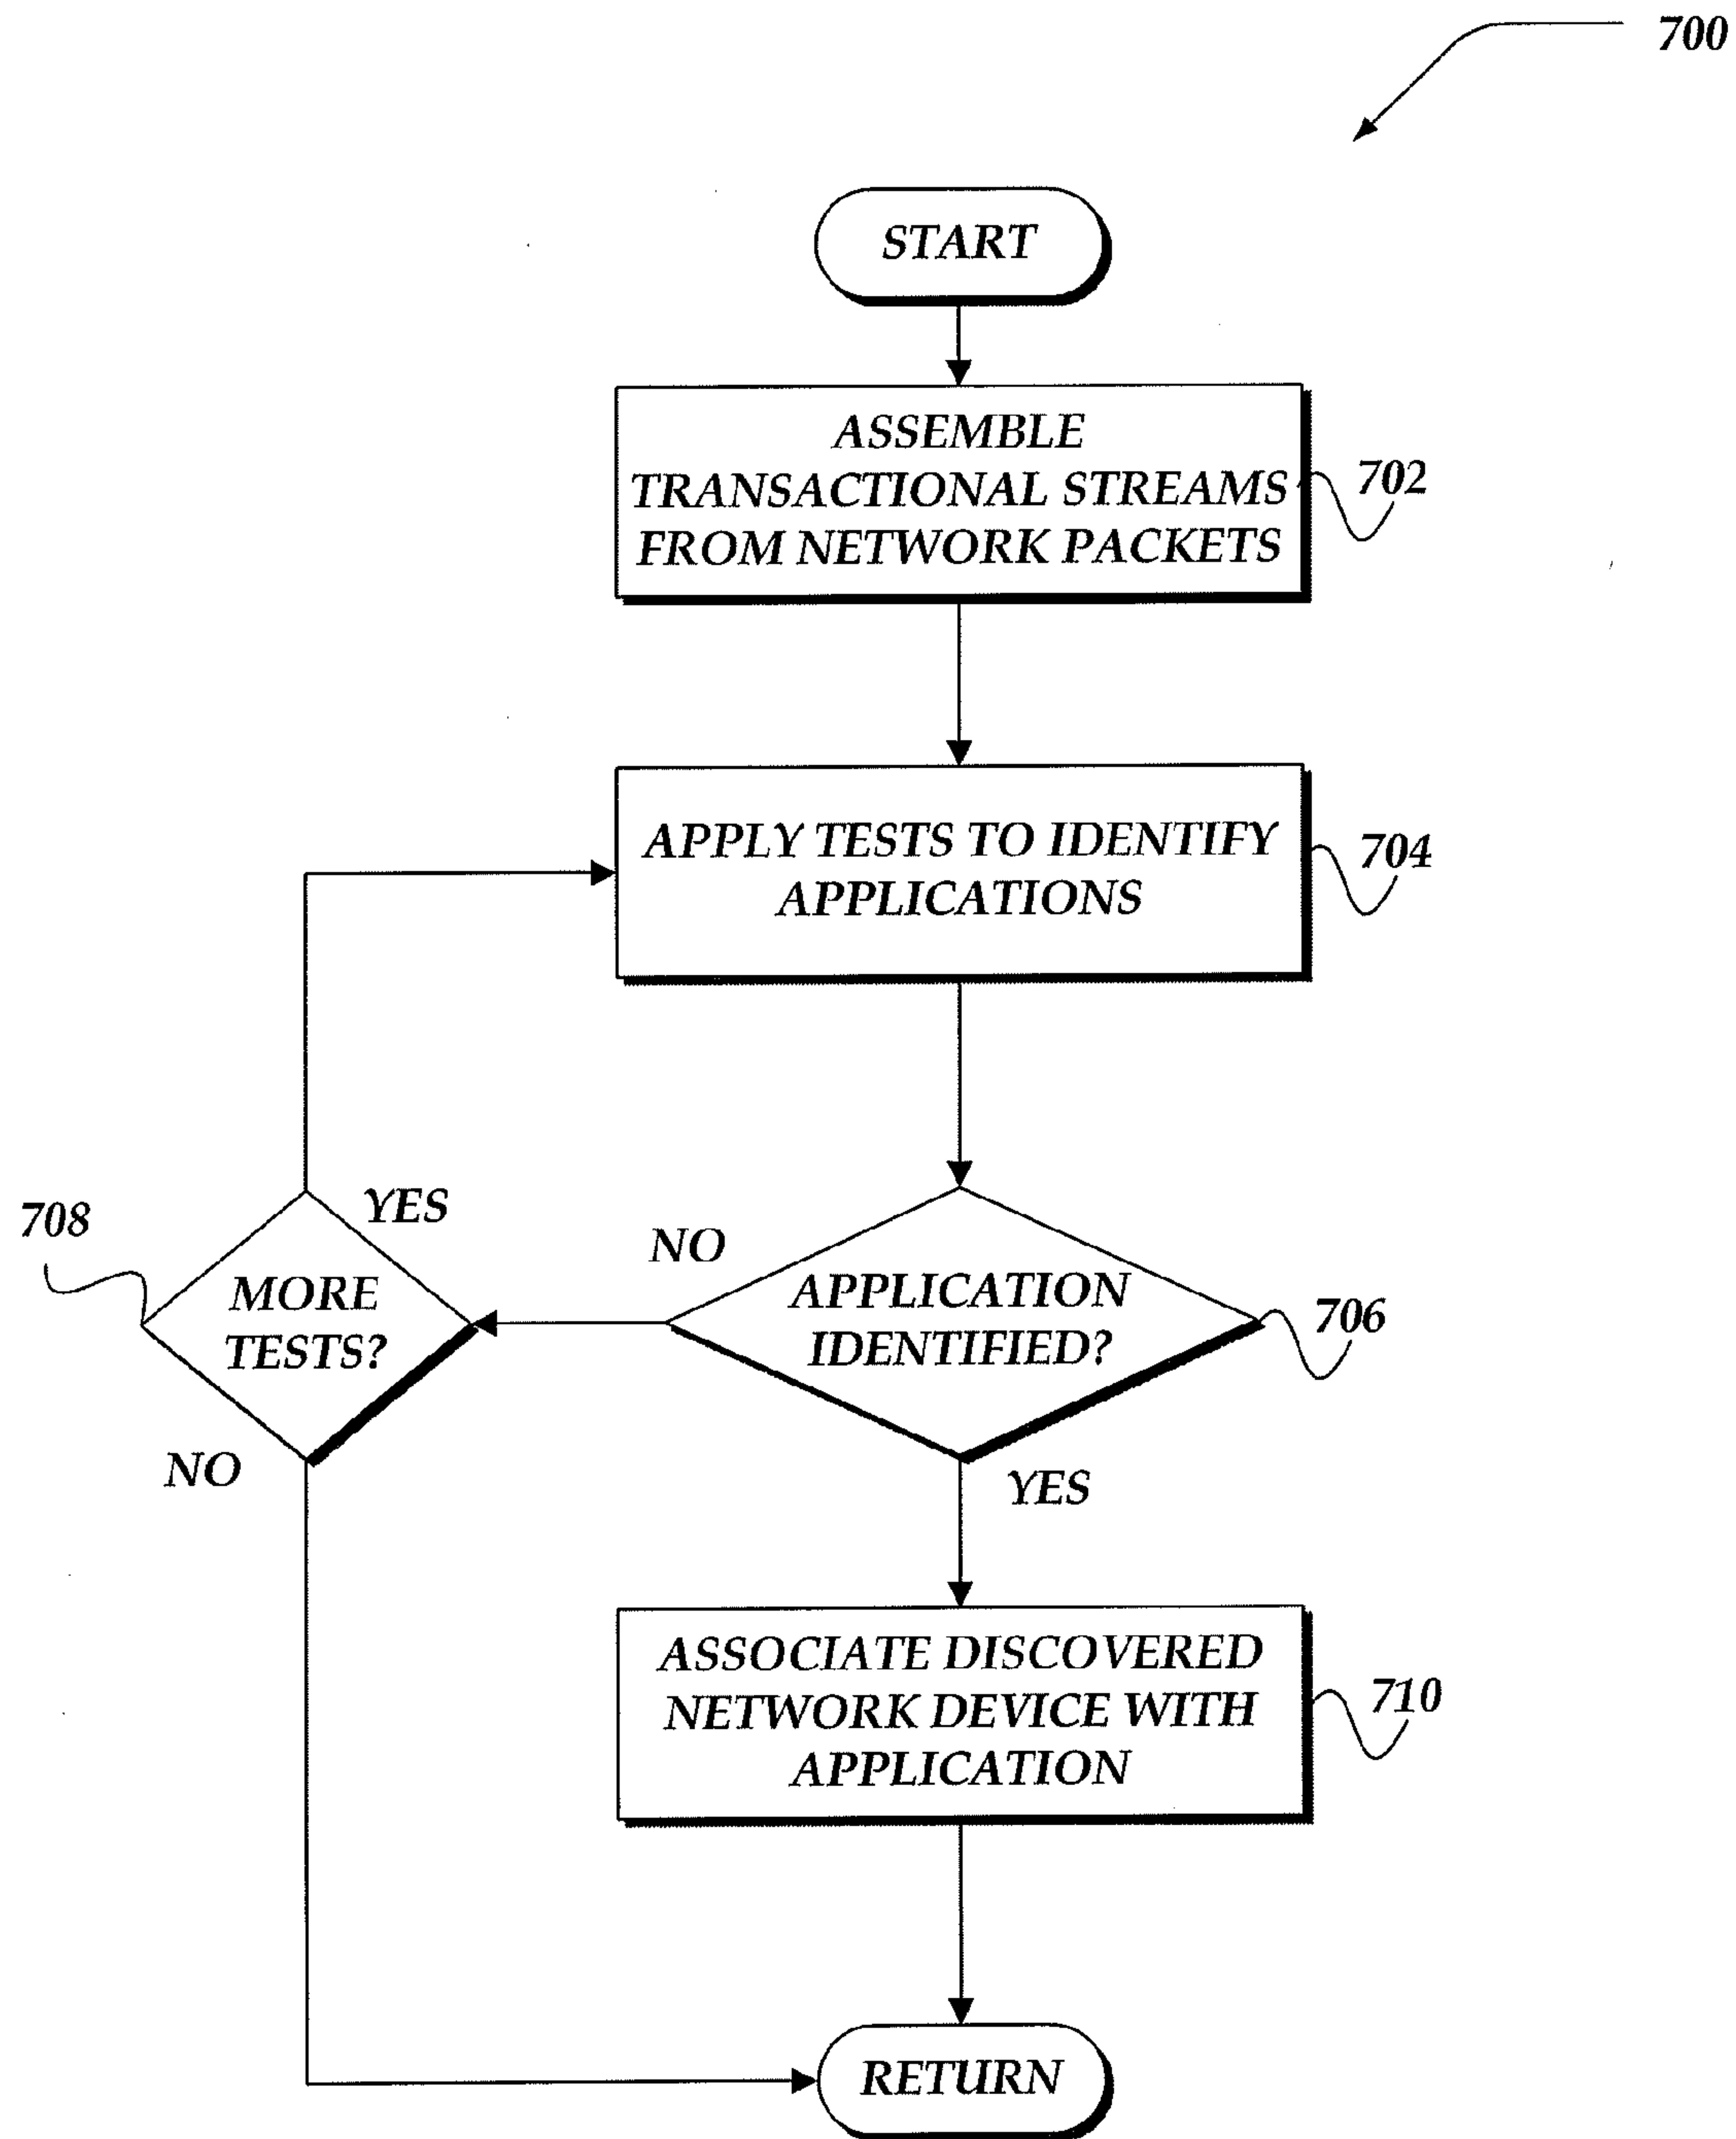 700
START
ASSEMBLE
TRANSACTIONAL STREAMS
FROM NETWORK PACKETS
702
APPLY TESTS TO IDENTIFY
APPLICATIONS
704
708
YES
MORE
TESTS?
NO
NO
APPLICATION
IDENTIFIED?
706
YES
ASSOCIATE DISCOVERED
NETWORK DEVICE WITH
APPLICATION
710
RETURN